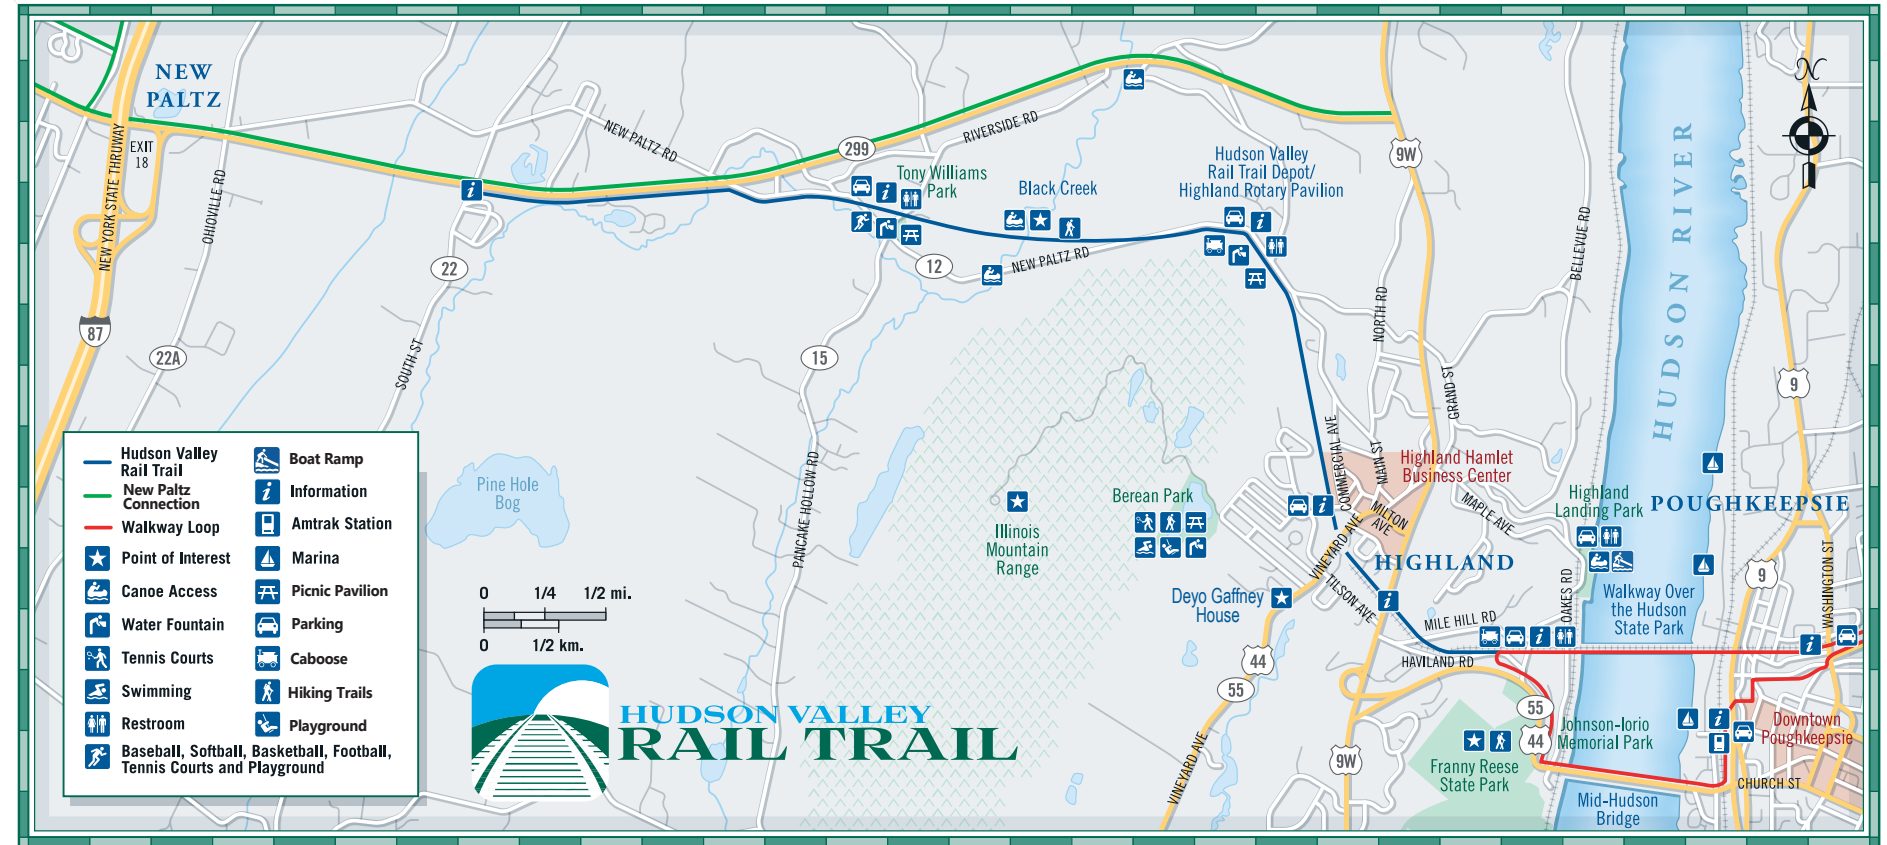 NEW
PALTZ
EXIT
18
NEW YORK STATE THRUWAY
OHIOVILLE RD
87
22A
22
SOUTH ST
NEW PALTZ RD
299
RIVERSIDE RD
Tony Williams
Park
Black Creek
Hudson Valley
Rail Trail Depot/
Highland Rotary Pavilion
12
NEW PALTZ RD
15
PANCAKE HOLLOW RD
9W
NORTH RD
BELLEVUE RD
GRAND ST
HUDSON RIVER
N
9
COMMERCIAL AVE
MAIN ST
Highland Hamlet
Business Center
MILTON
AVE
MAPLE AVE
VINEYARD AVE
HIGHLAND
TILSON AVE
Highland
Landing Park
POUGHKEEPSIE
Berean Park
Illinois
Mountain
Range
Deyo Gaffney
House
Pine Hole
Bog
OAKES RD
Walkway Over
the Hudson
State Park
9
WASHINGTON ST
MILE HILL RD
HAVILAND RD
44
55
VINEYARD AVE
9W
55
44
Johnson-Iorio
Memorial Park
Franny Reese
State Park
Mid-Hudson
Bridge
Downtown
Poughkeepsie
CHURCH ST
Hudson Valley
Rail Trail
New Paltz
Connection
Walkway Loop
Point of Interest
Canoe Access
Water Fountain
Tennis Courts
Swimming
Restroom
Baseball, Softball, Basketball, Football,
Tennis Courts and Playground
Boat Ramp
Information
Amtrak Station
Marina
Picnic Pavilion
Parking
Caboose
Hiking Trails
Playground
0 1/4 1/2 mi.
0 1/2 km.
HUDSON VALLEY
RAIL TRAIL